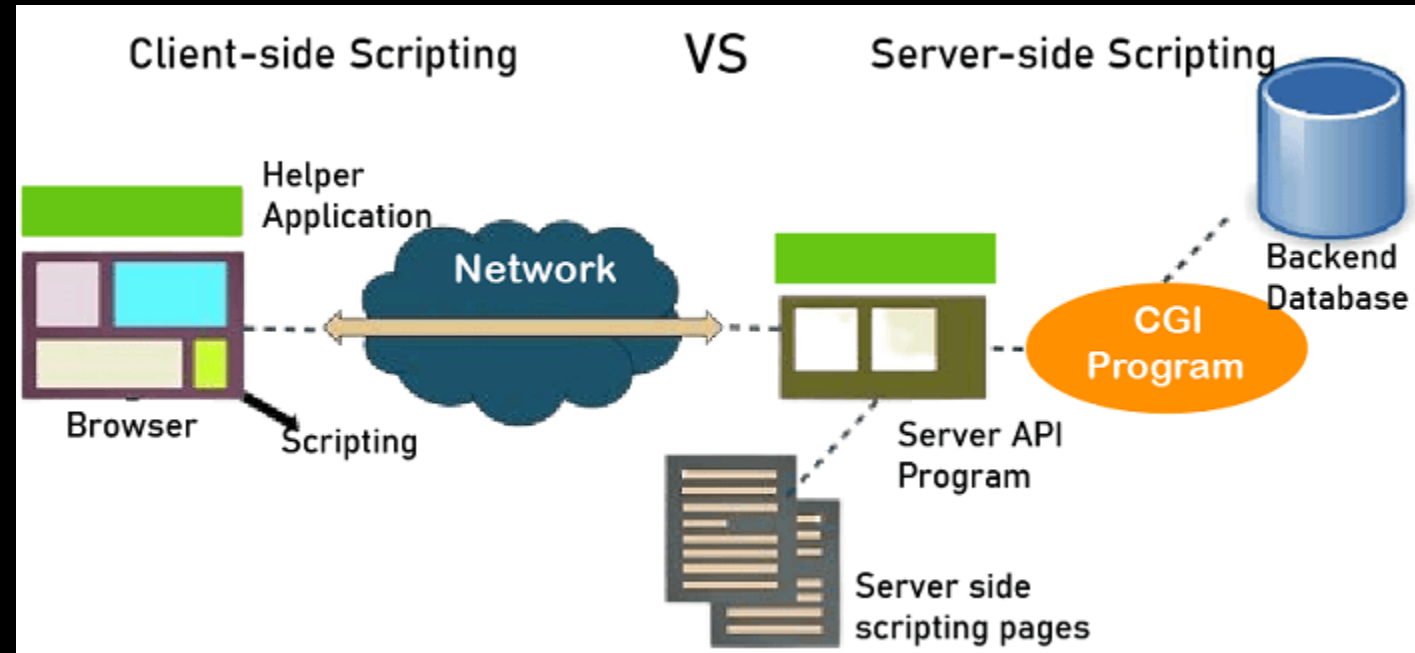 Client-side Scripting
VS
Server-side Scripting
Helper
Application
Network
Browser
Scripting
Server API
Program
CGI
Program
Backend
Database
Server side
scripting pages